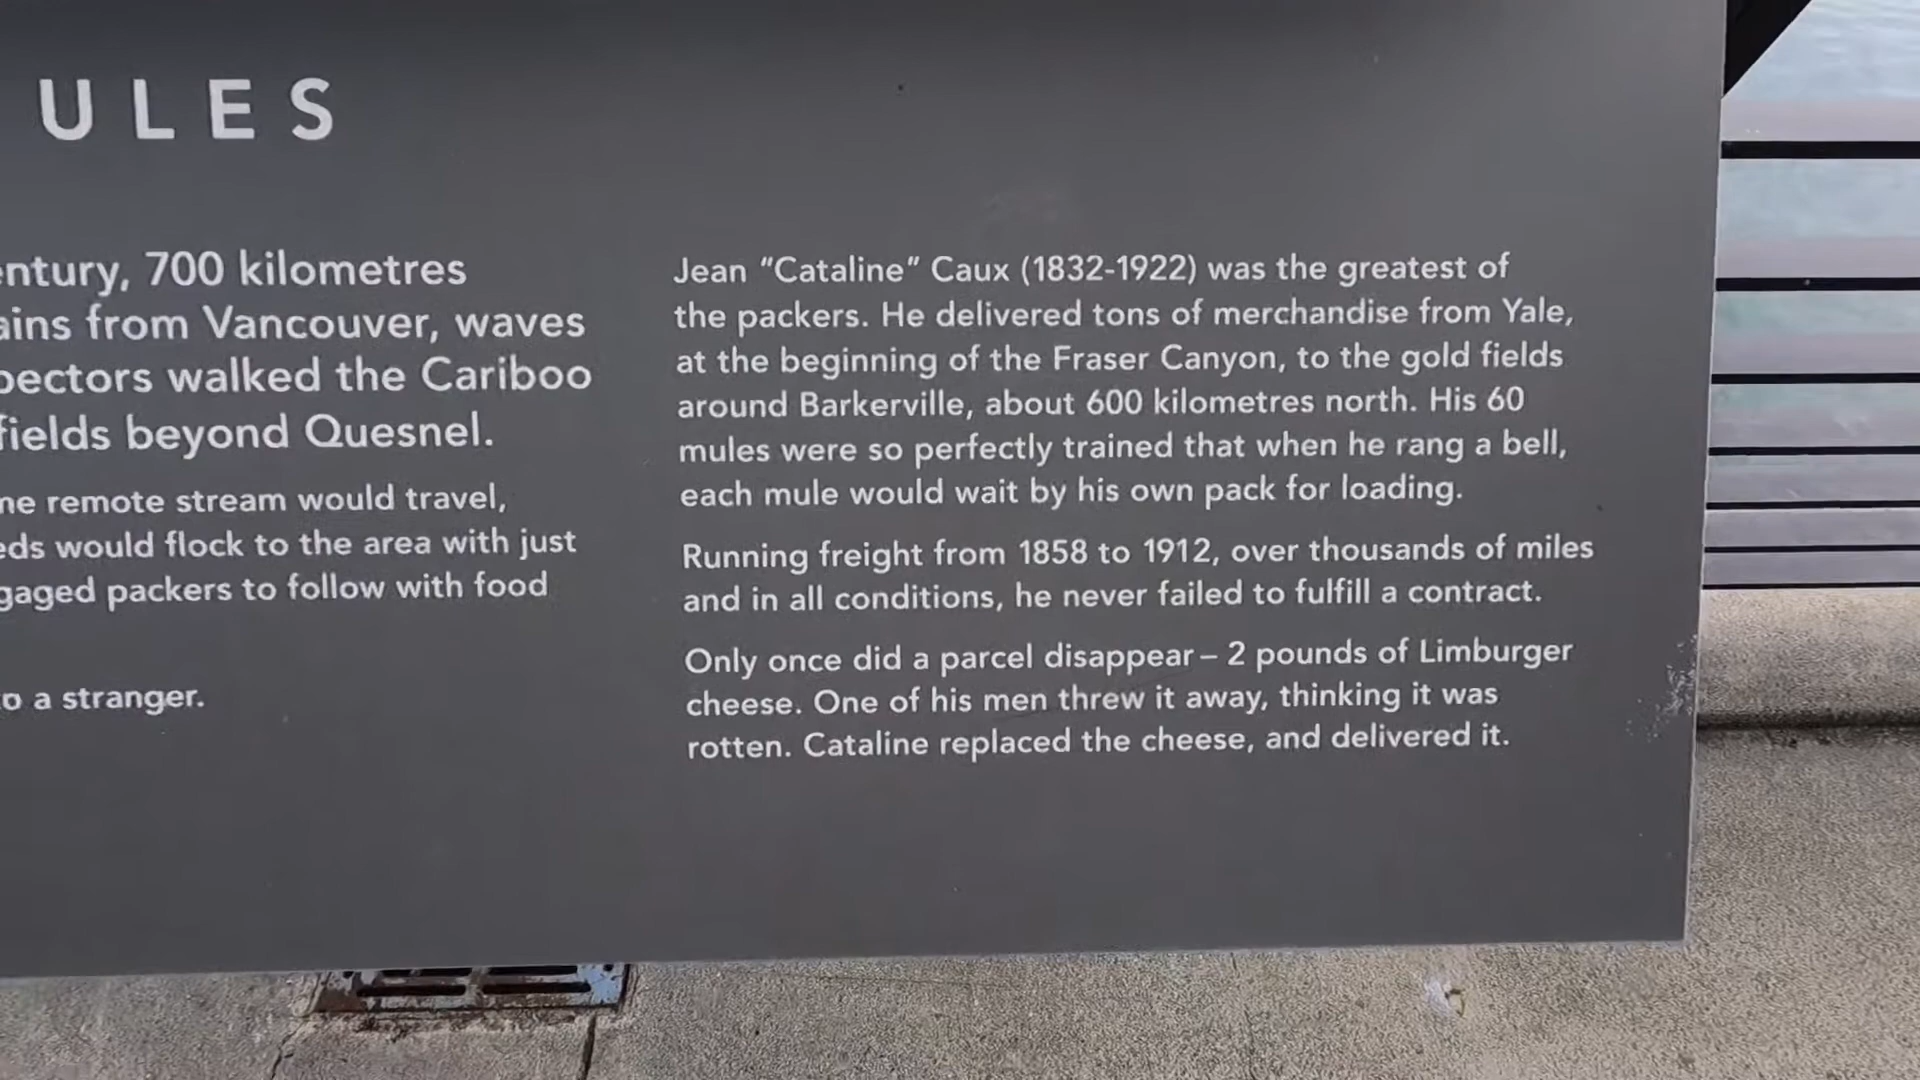 ULES
700 kilometres
from Vancouver, waves
walked the Cariboo
beyond Quesnel.
remote stream would travel,
would flock to the area with just
packers to follow with food
a stranger.
Jean “Cataline” Caux (1832-1922) was the greatest of
the packers. He delivered tons of merchandise from Yale,
at the beginning of the Fraser Canyon, to the gold fields
around Barkerville, about 600 kilometres north. His 60
mules were so perfectly trained that when he rang a bell,
each mule would wait by his own pack for loading.
Running freight from 1858 to 1912, over thousands of miles
and in all conditions, he never failed to fulfill a contract.
Only once did a parcel disappear – 2 pounds of Limburger
cheese. One of his men threw it away, thinking it was
rotten. Cataline replaced the cheese, and delivered it.